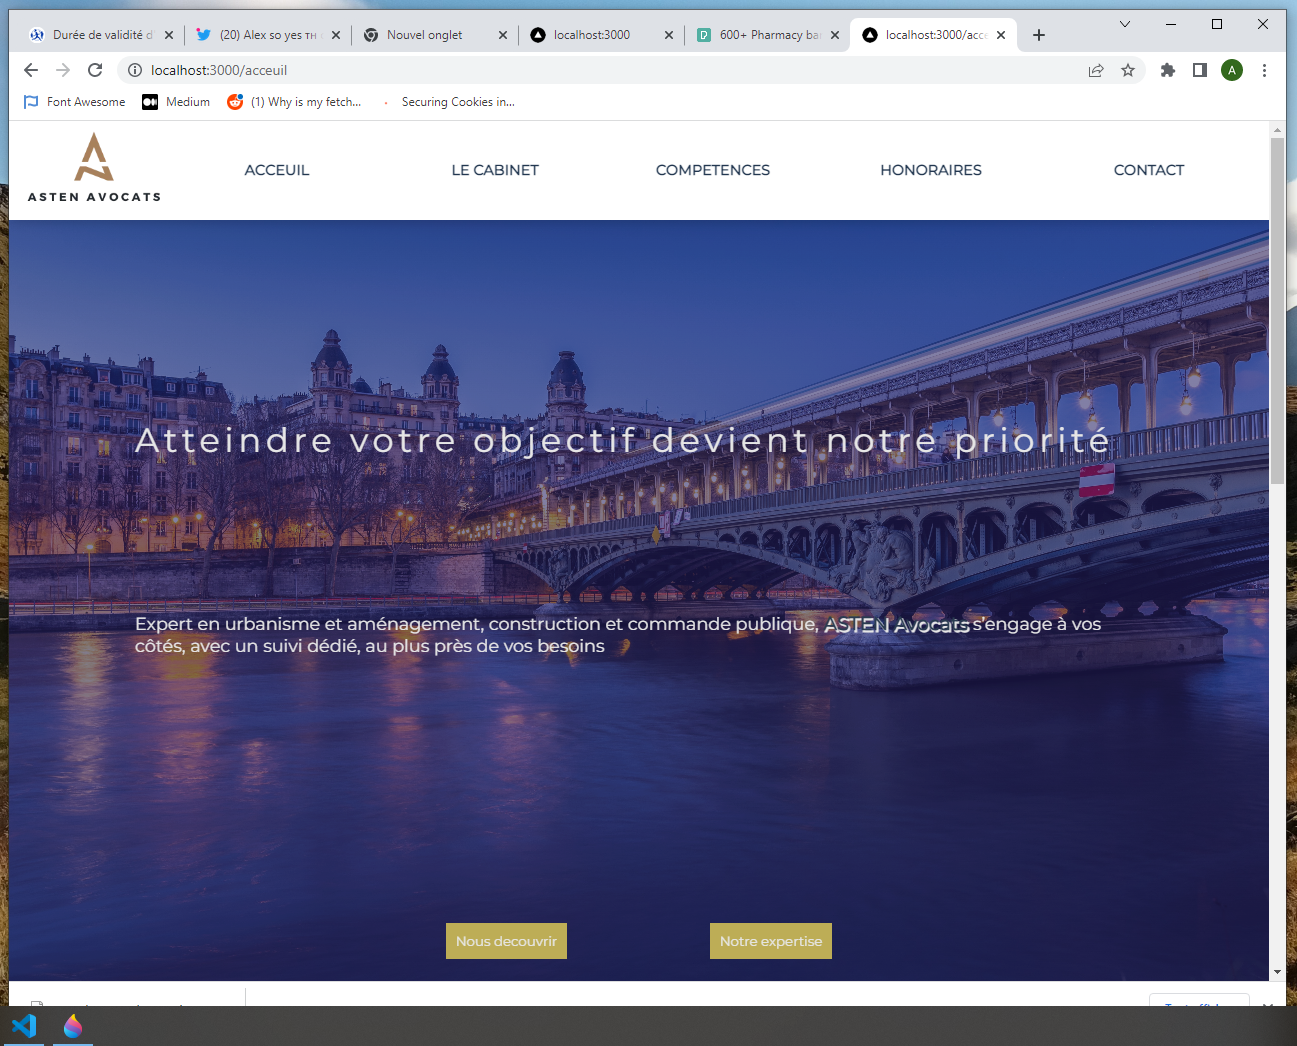 Durée de validité d
(20) Alex so yes
Nouvel onglet
localhost:3000
600+ Pharmacy ba
localhost:3000/acce
localhost:3000/acceuil
A
Font Awesome
Medium
(1) Why is my fetch...
Securing Cookies in...
ASTEN AVOCATS
ACCEUIL
LE CABINET
COMPETENCES
HONORAIRES
CONTACT
Atteindre votre objectif devient notre priorité
Expert en urbanisme et aménagement, construction et commande publique, ASTEN Avocats s'engage à vos
côtés, avec un suivi dédié, au plus près de vos besoins
Nous decouvrir
Notre expertise